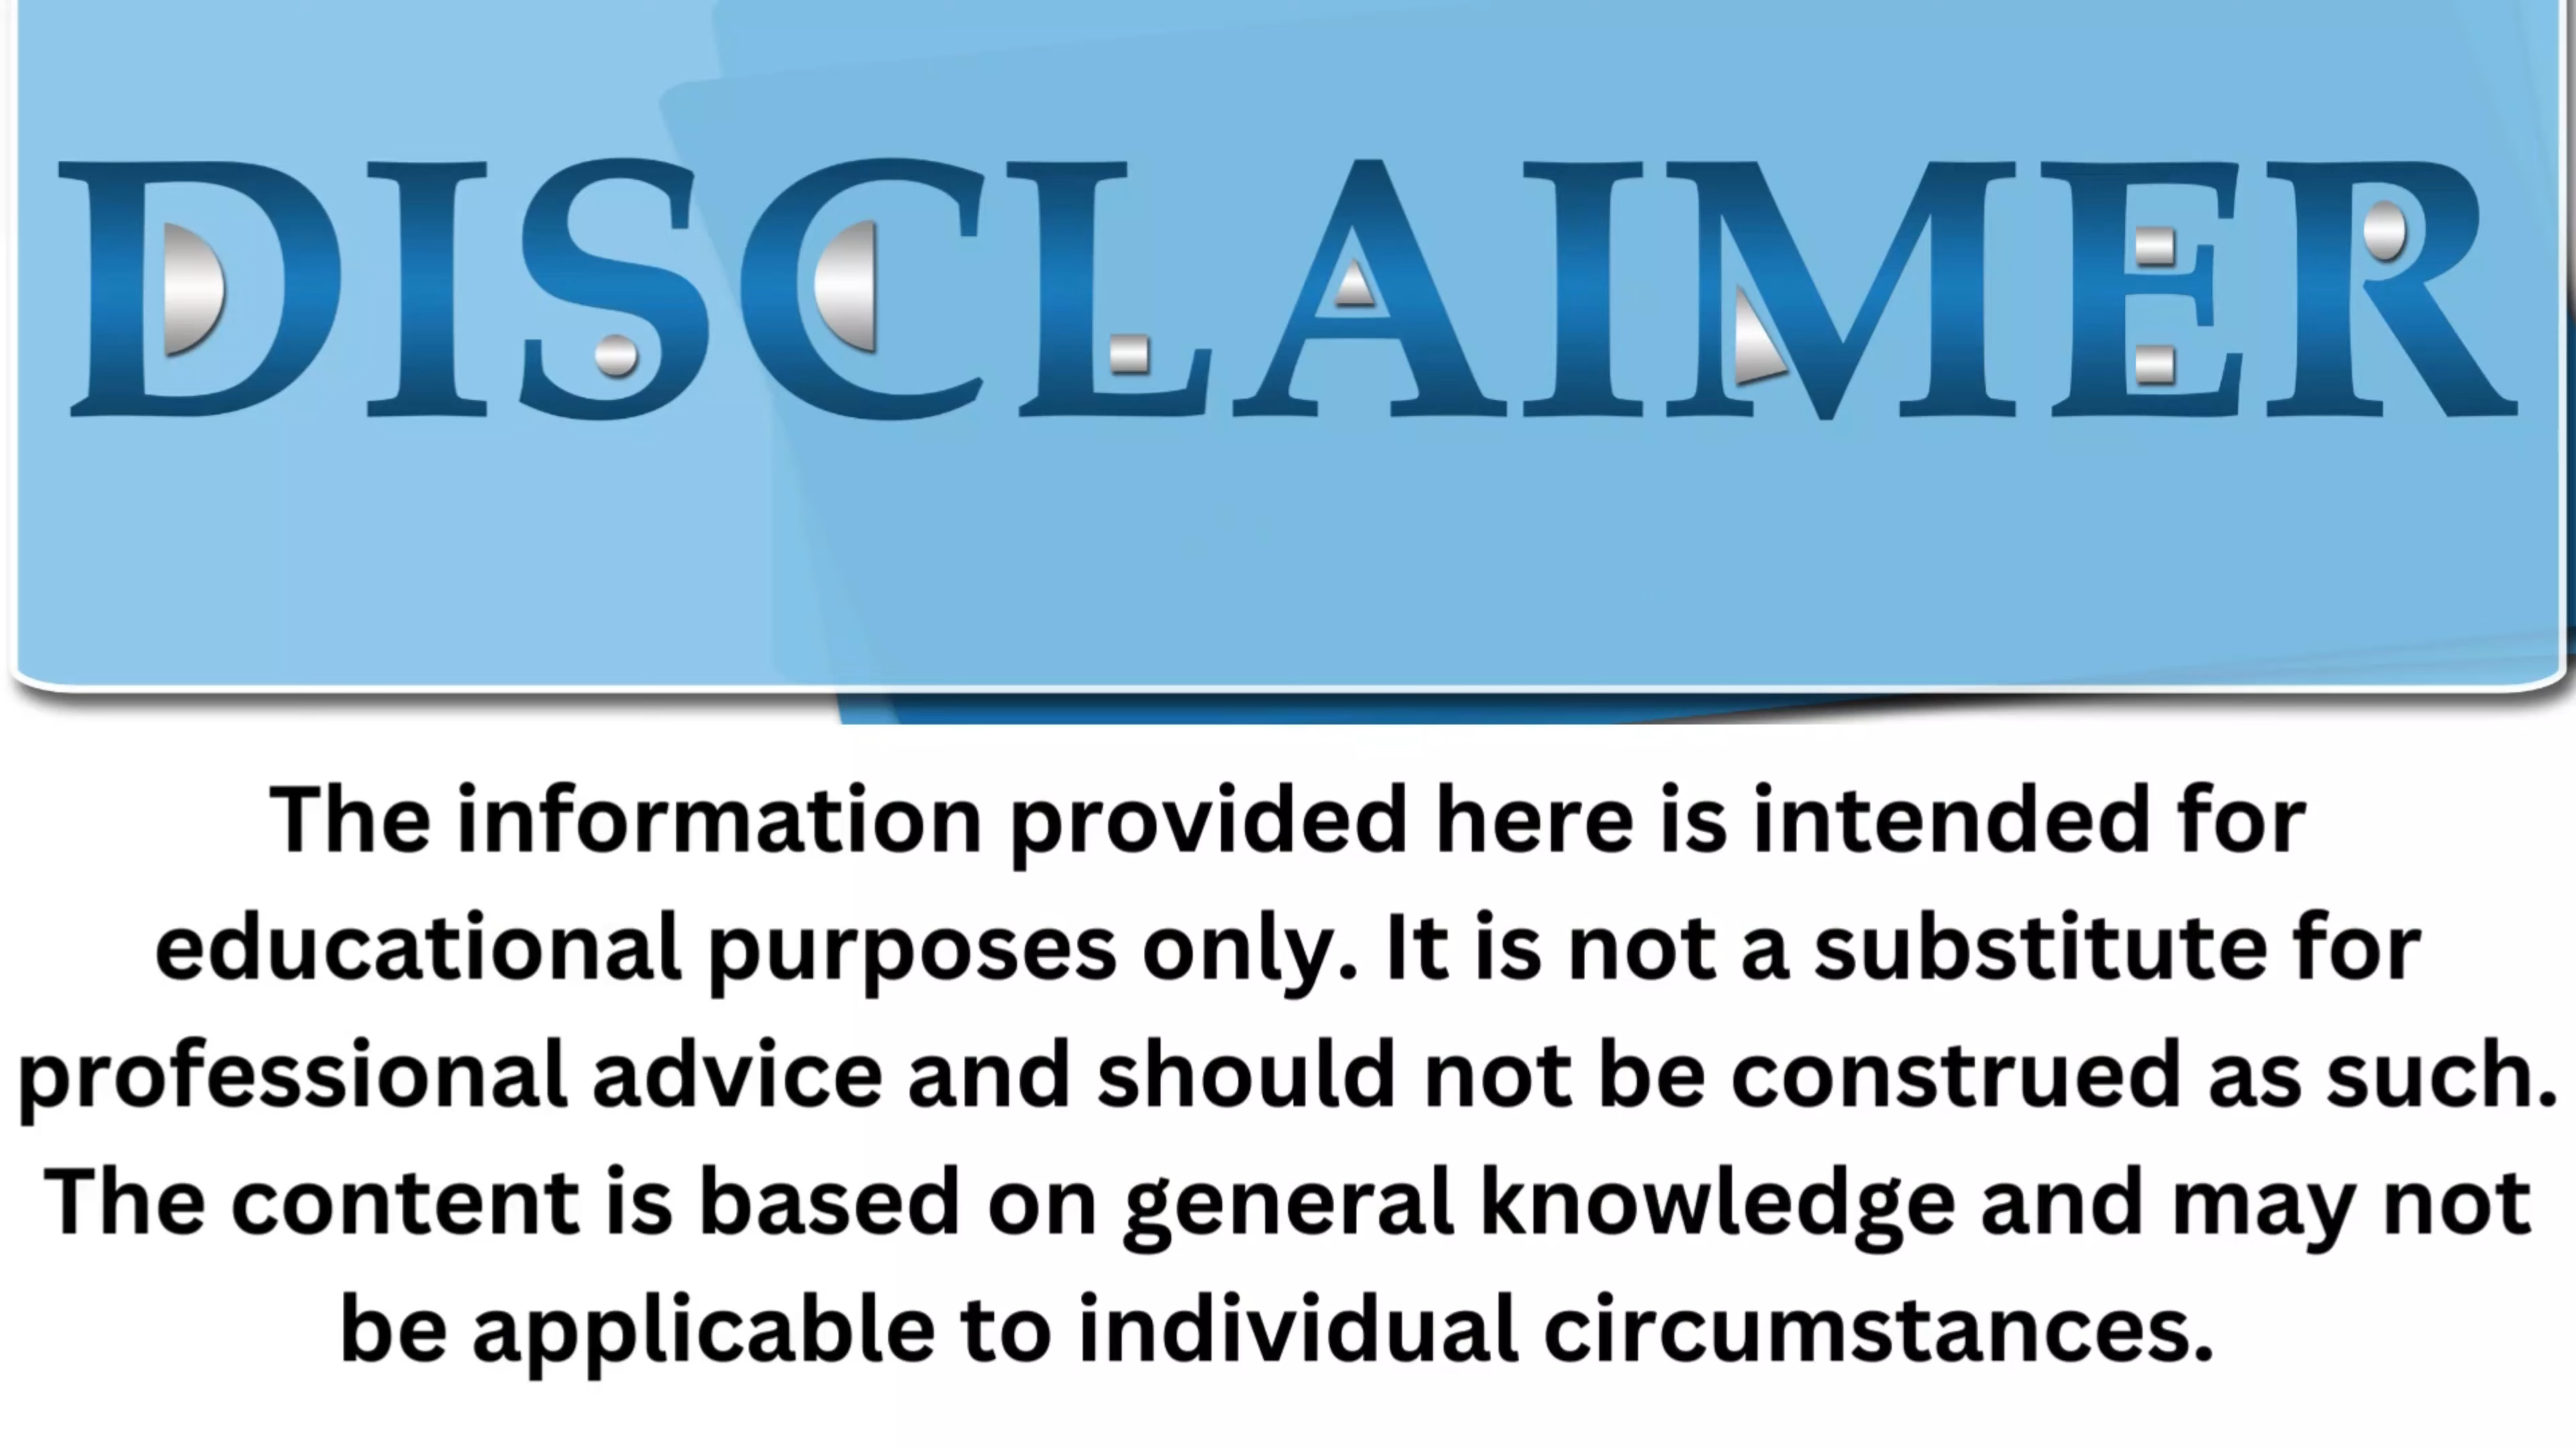 DISCLAIMER
The information provided here is intended for
educational purposes only. It is not a substitute for
professional advice and should not be construed as such.
The content is based on general knowledge and may not
be applicable to individual circumstances.